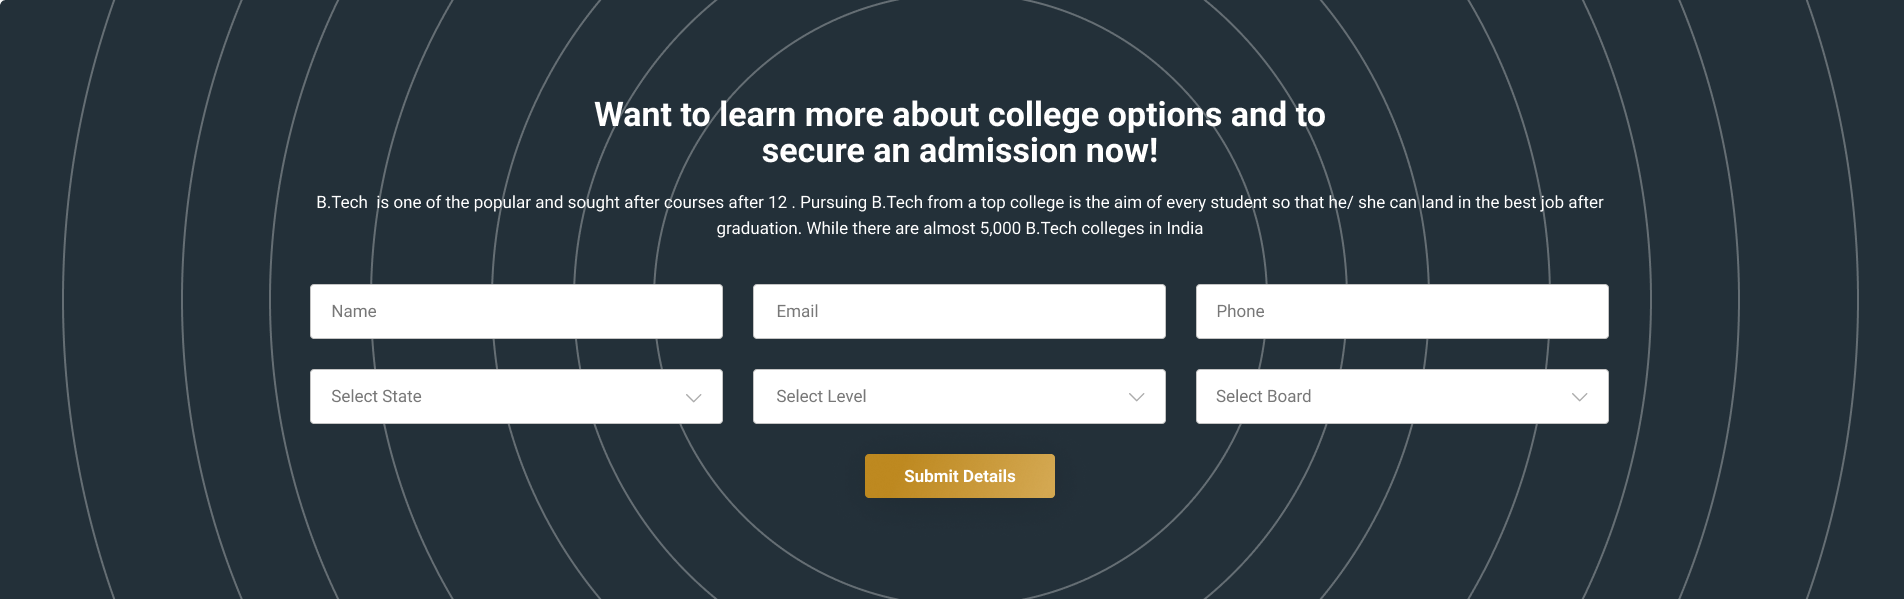 Want to learn more about college options and to
secure an admission now!
B.Tech  is one of the popular and sought after courses after 12 . Pursuing B.Tech from a top college is the aim of every student so that he/ she can land in the best job after
graduation. While there are almost 5,000 B.Tech colleges in India
Name
Email
Phone
Select State
Select Level
Select Board
Submit Details